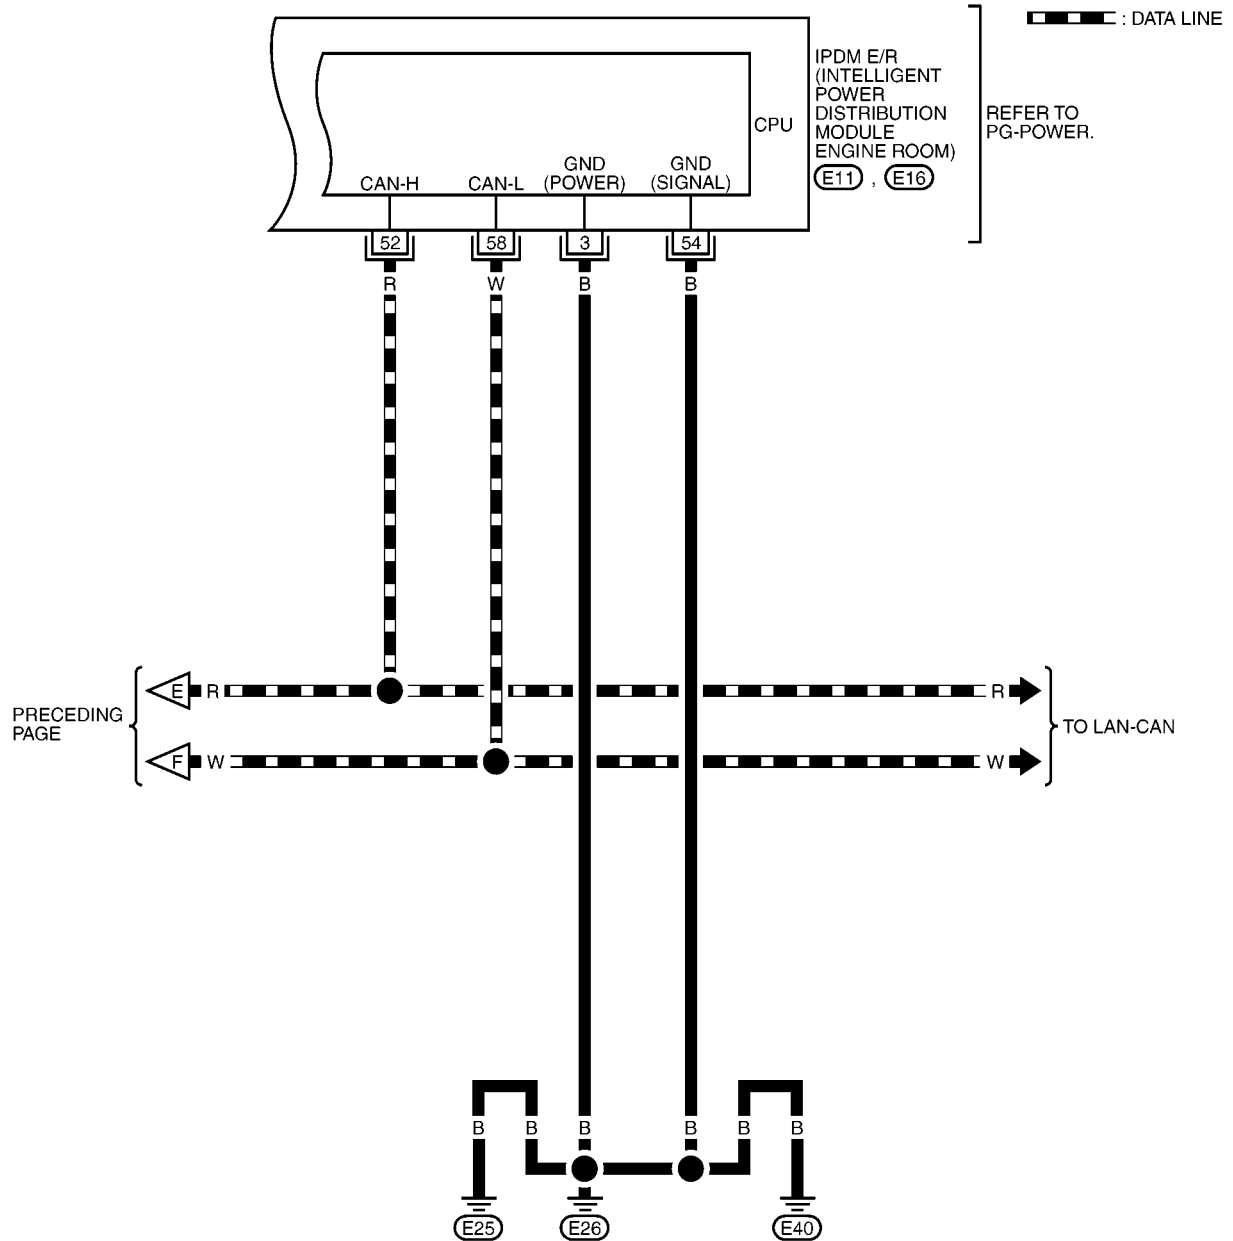 : DATA LINE
IPDM E/R
(INTELLIGENT
POWER
DISTRIBUTION
MODULE
ENGINE ROOM)
E11 , E16
REFER TO
PG-POWER.
CPU
CAN-H
CAN-L
GND
(POWER)
GND
(SIGNAL)
52 58 3 54
R W B B
PRECEDING
PAGE
E R R
F W W
TO LAN-CAN
B B B B B B
E25 E26 E40